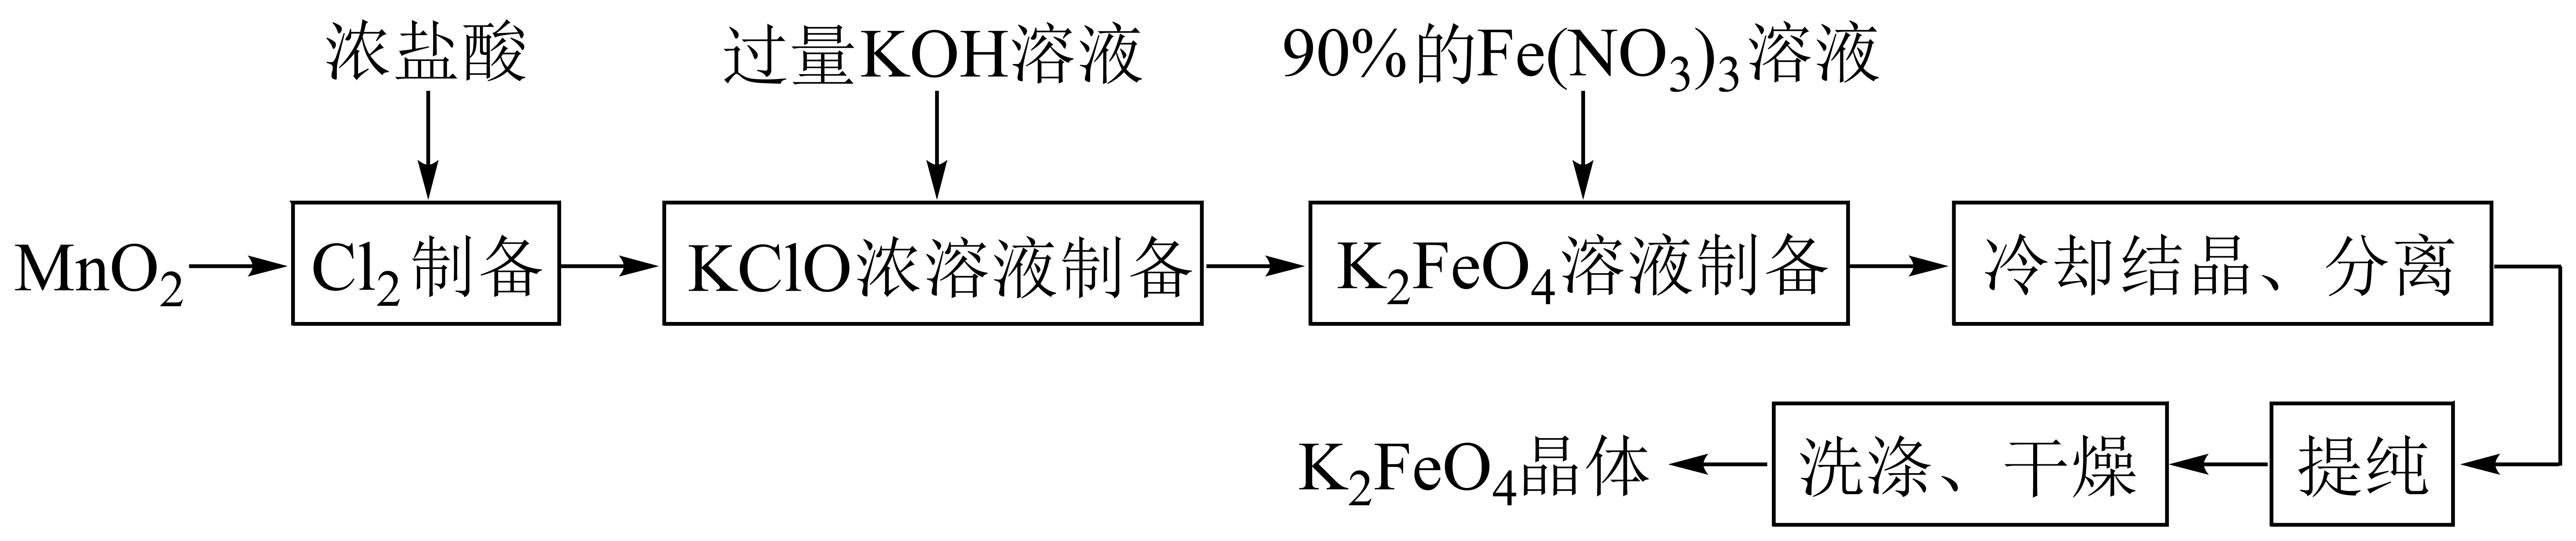 浓盐酸
过量KOH溶液
90%的Fe(NO₃)₃溶液
MnO₂
Cl₂制备
KClO浓溶液制备
K₂FeO₄溶液制备
冷却结晶、分离
提纯
洗涤、干燥
K₂FeO₄晶体